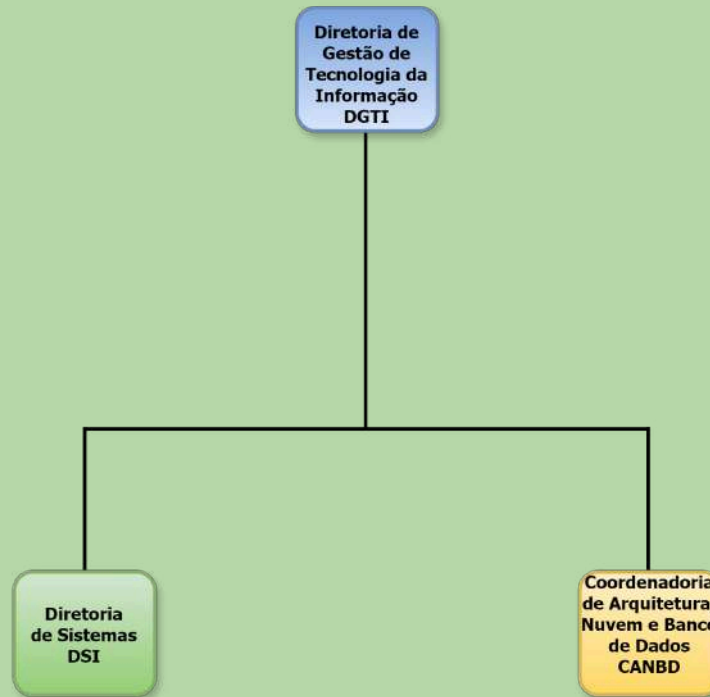 Diretoria de
Gestão de
Tecnologia da
Informação
DGTI
Diretoria
de Sistemas
DSI
Coordenadoria
de Arquitetura
Nuvem e Banco
de Dados
CANBD